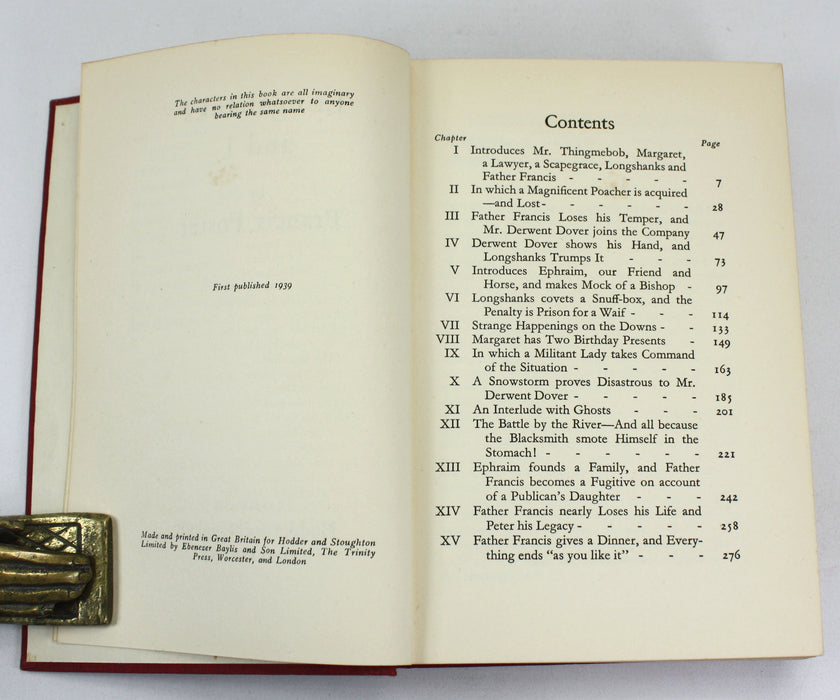 The characters in this book are all imaginary
and have no relation whatsoever to anyone
bearing the same name
First published 1939
Made and printed in Great Britain for Hodder and Stoughton
Limited by Ebenezer Baylis and Son Limited, The Trinity
Press, Worcester, and London
Contents
Chapter Page
I Introduces Mr. Thingmebob, Margaret,
a Lawyer, a Scapegrace, Longshanks and
Father Francis - - - - - 7
II In which a Magnificent Poacher is acquired
—and Lost - - - - - - 28
III Father Francis Loses his Temper, and
Mr. Derwent Dover joins the Company 47
IV Derwent Dover shows his Hand, and
Longshanks Trumps It - - - 73
V Introduces Ephraim, our Friend and
Horse, and makes Mock of a Bishop - 97
VI Longshanks covets a Snuff-box, and the
Penalty is Prison for a Waif - - - 114
VII Strange Happenings on the Downs - - 133
VIII Margaret has Two Birthday Presents - 149
IX In which a Militant Lady takes Command
of the Situation - - - - - 163
X A Snowstorm proves Disastrous to Mr.
Derwent Dover - - - - - 185
XI An Interlude with Ghosts - - - 201
XII The Battle by the River—And all because
the Blacksmith smote Himself in the
Stomach! - - - - - - 221
XIII Ephraim founds a Family, and Father
Francis becomes a Fugitive on account
of a Publican's Daughter - - - 242
XIV Father Francis nearly Loses his Life and
Peter his Legacy - - - - - 258
XV Father Francis gives a Dinner, and Every-
thing ends "as you like it" - - - 276